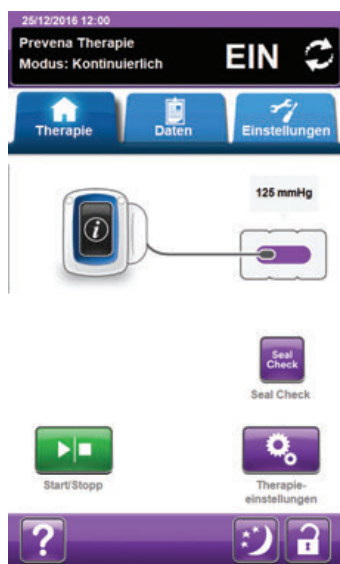 25/12/2016 12:00
Prevena Therapie
Modus: Kontinuierlich
EIN
Therapie
Daten
Einstellungen
125 mmHg
i
Seal
Check
Seal Check
Start/Stopp
Therapie-
einstellungen
?